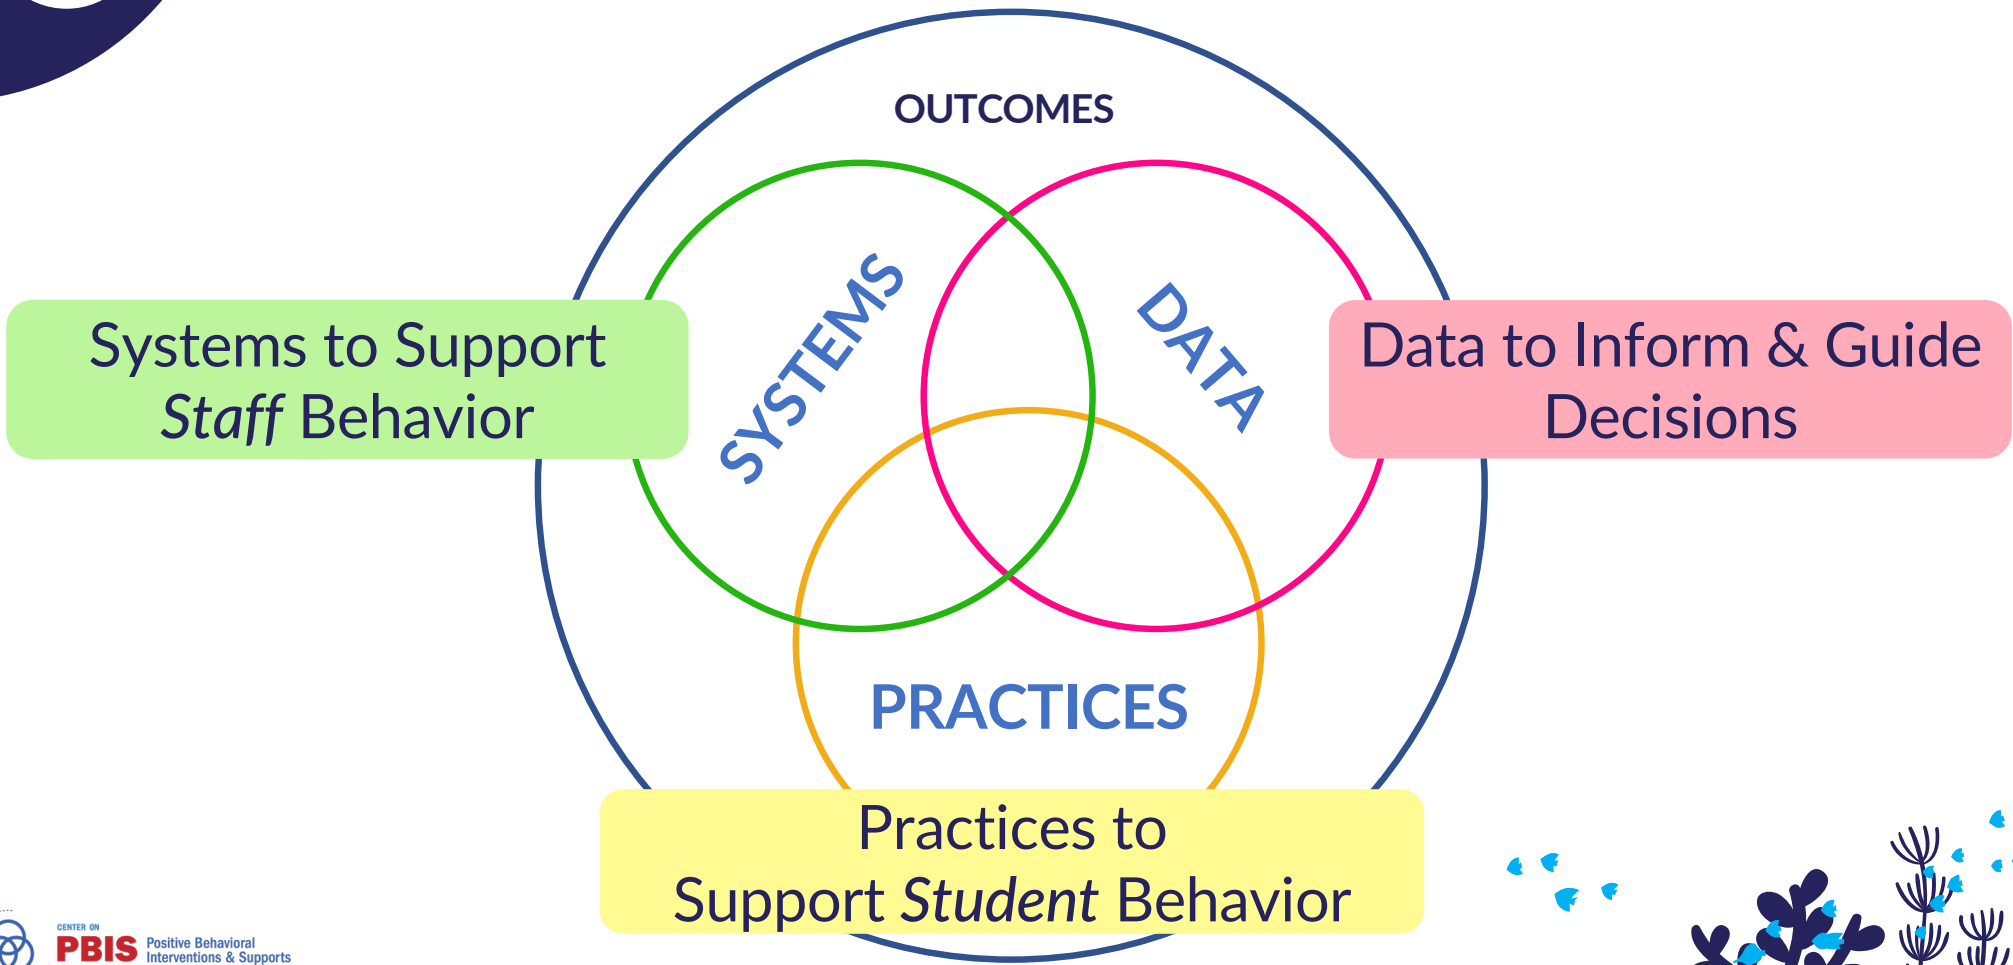 OUTCOMES
SYSTEMS
DATA
Systems to Support
Staff Behavior
Data to Inform & Guide
Decisions
PRACTICES
Practices to
Support Student Behavior
CENTER ON
PBIS
Positive Behavioral
Interventions & Supports